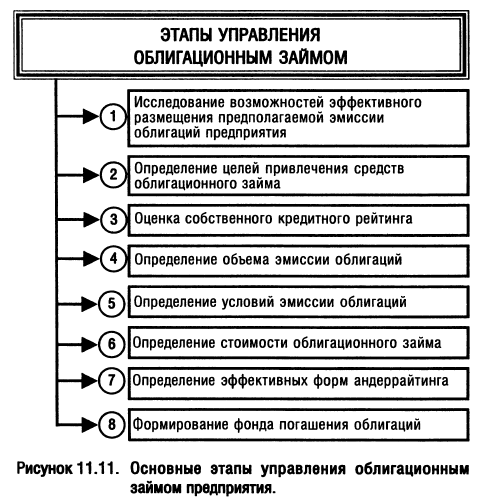 ЭТАПЫ УПРАВЛЕНИЯ
ОБЛИГАЦИОННЫМ ЗАЙМОМ
1 Исследование возможностей эффективного
размещения предполагаемой эмиссии
облигаций предприятия
2 Определение целей привлечения средств
облигационного займа
3 Оценка собственного кредитного рейтинга
4 Определение объема эмиссии облигаций
5 Определение условий эмиссии облигаций
6 Определение стоимости облигационного займа
7 Определение эффективных форм андеррайтинга
8 Формирование фонда погашения облигаций
Рисунок 11.11. Основные этапы управления облигационным
займом предприятия.